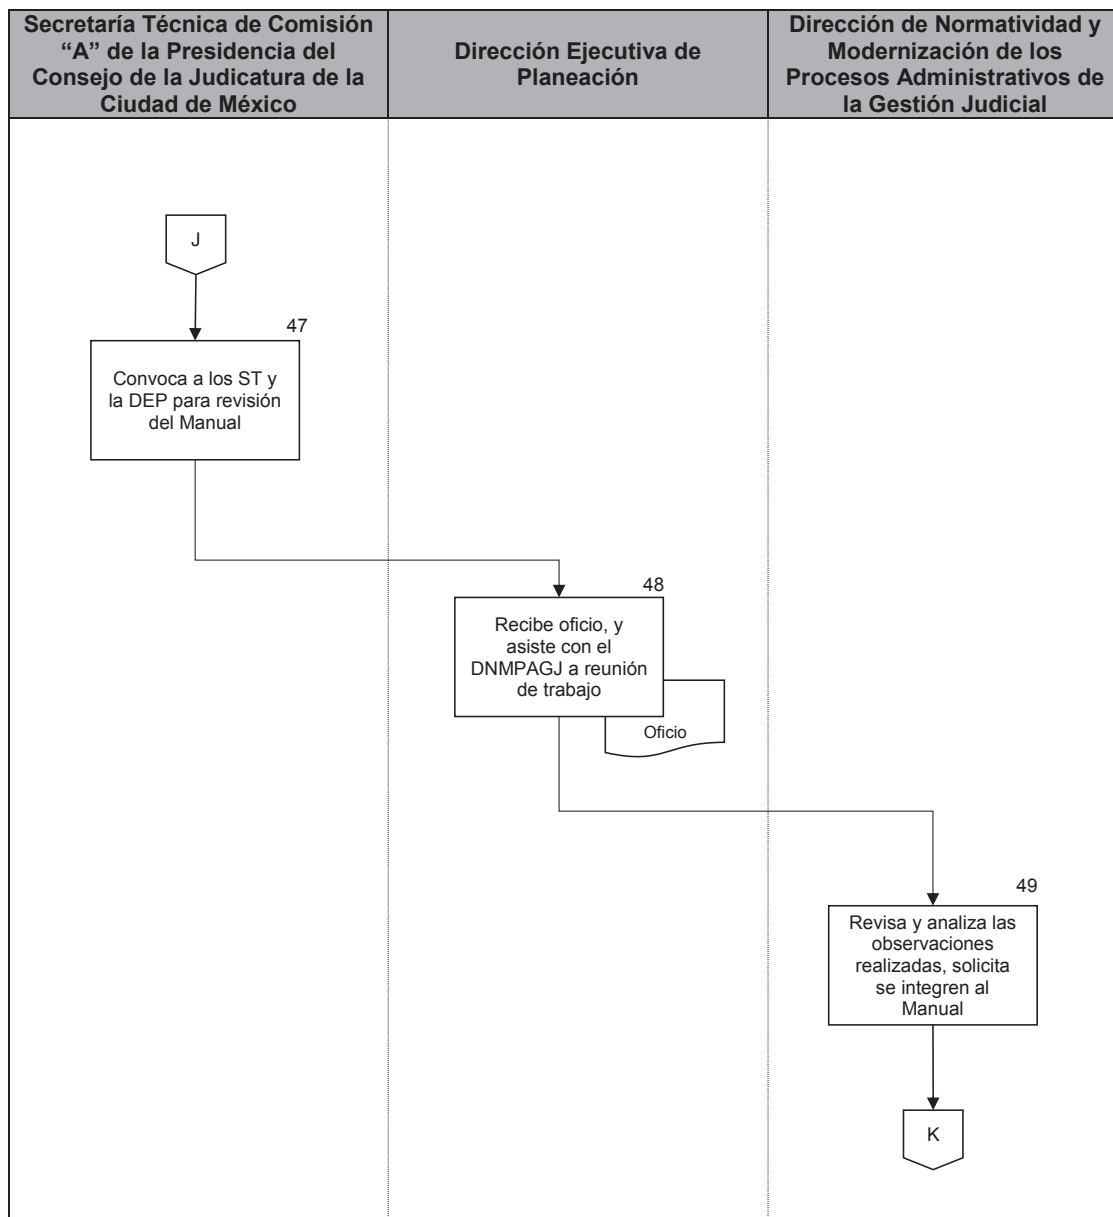 Secretaría Técnica de Comisión
“A” de la Presidencia del
Consejo de la Judicatura de la
Ciudad de México
Dirección Ejecutiva de
Planeación
Dirección de Normatividad y
Modernización de los
Procesos Administrativos de
la Gestión Judicial
J
47
Convoca a los ST y
la DEP para revisión
del Manual
48
Recibe oficio, y
asiste con el
DNMPAGJ a reunión
de trabajo
Oficio
49
Revisa y analiza las
observaciones
realizadas, solicita
se integren al
Manual
K